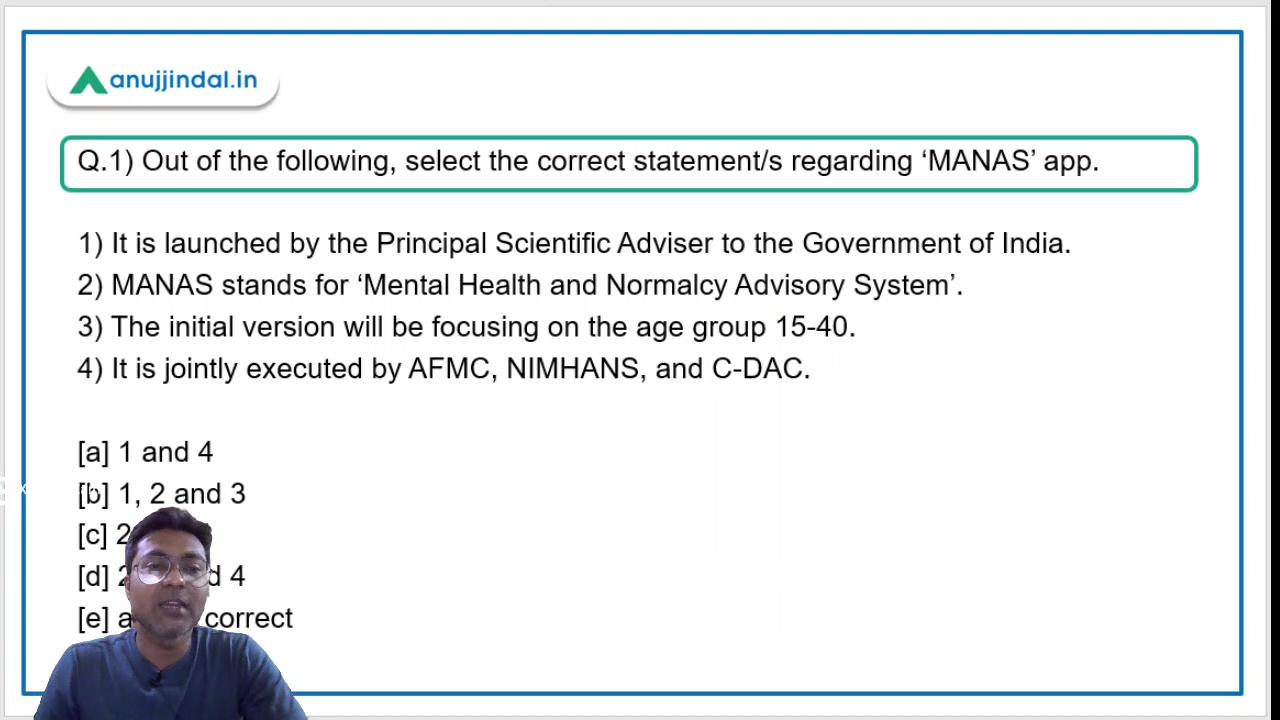 anujjindal.in
Q.1) Out of the following, select the correct statement/s regarding ‘MANAS’ app.
1) It is launched by the Principal Scientific Adviser to the Government of India.
2) MANAS stands for ‘Mental Health and Normalcy Advisory System’.
3) The initial version will be focusing on the age group 15-40.
4) It is jointly executed by AFMC, NIMHANS, and C-DAC.
[a] 1 and 4
[b] 1, 2 and 3
[c] 2
[d] 4
[e] correct